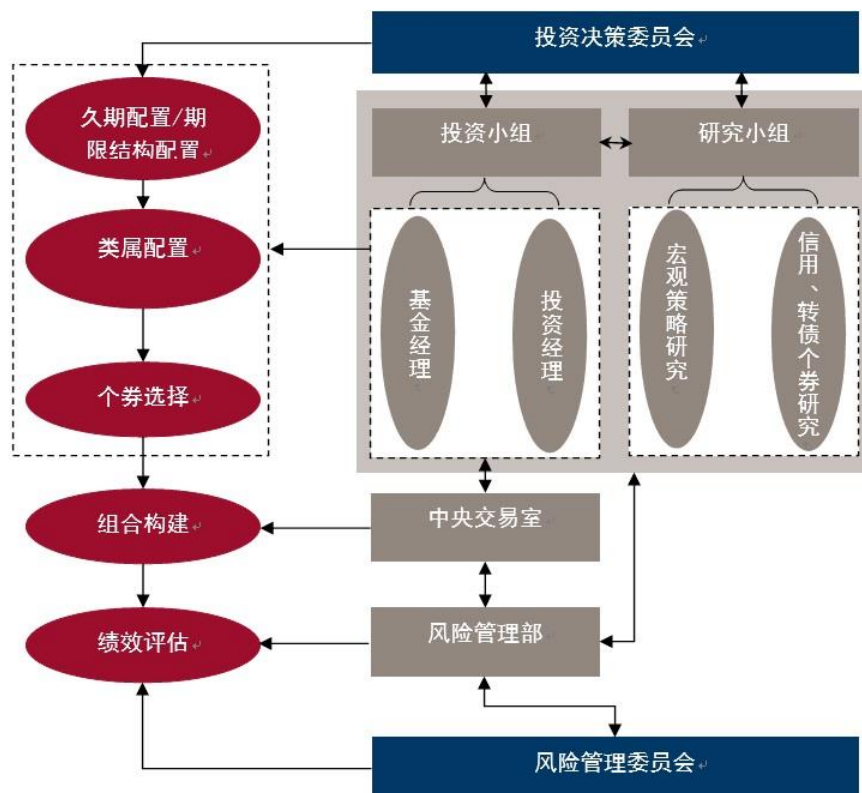 投资决策委员会
久期配置/期
限结构配置
投资小组
研究小组
类属配置
基金经理
投资经理
宏观策略研究
信用、转债个券研究
个券选择
组合构建
中央交易室
绩效评估
风险管理部
风险管理委员会